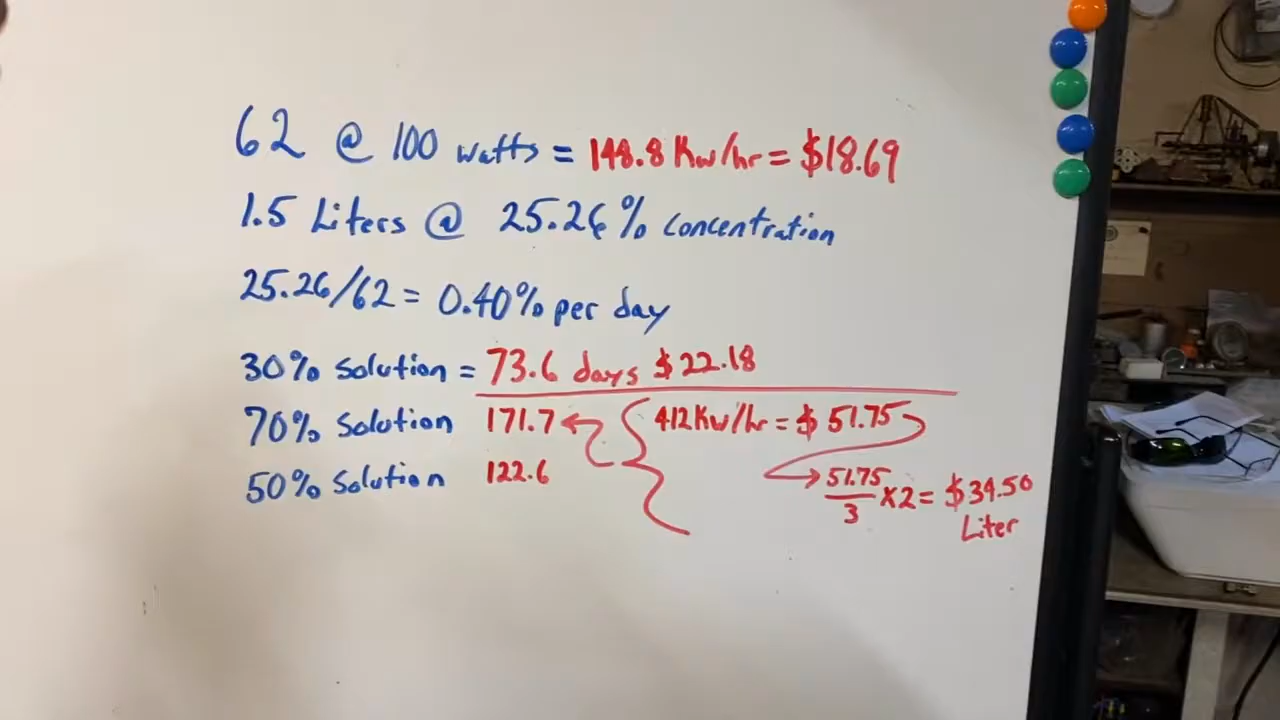 62 @ 100 watts = 148.8 Kw/hr = $18.69
1.5 Liters @ 25.26% concentration
25.26/62 = 0.40% per day
30% Solution = 73.6 days $22.18
70% Solution 171.7 412 Kw/hr = $51.75
50% Solution 122.6
51.75/3 x2 = $34.50
Liter